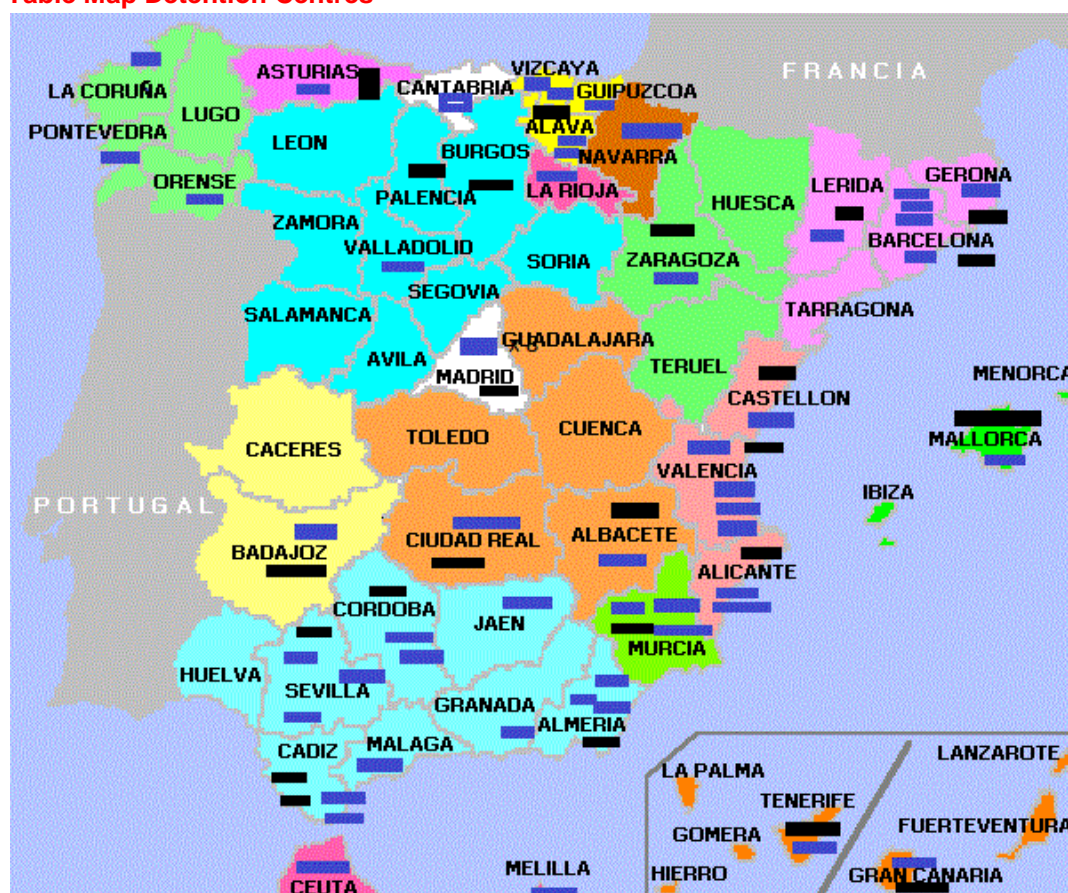 Table Map Detention Centres
FRANCIA
VIZCAYA
ASTURIAS
CANTABRIA
GUIPUZCOA
LA CORUÑA
LUGO
ALAVA
PONTEVEDRA
LEON
BURGOS
NAVARRA
ORENSE
PALENCIA
LA RIOJA
HUESCA
LERIDA
GERONA
ZAMORA
VALLADOLID
SORIA
ZARAGOZA
BARCELONA
SEGOVIA
SALAMANCA
TARRAGONA
GUADALAJARA
AVILA
MADRID
TERUEL
MENORCA
CASTELLON
CACERES
TOLEDO
CUENCA
MALLORCA
VALENCIA
IBIZA
PORTUGAL
BADAJOZ
CIUDAD REAL
ALBACETE
ALICANTE
CORDOBA
JAEN
MURCIA
HUELVA
SEVILLA
GRANADA
ALMERIA
CADIZ
MALAGA
LANZAROTE
LA PALMA
TENERIFE
GOMERA
FUERTEVENTURA
HIERRO
GRAN CANARIA
MELILLA
CEUTA